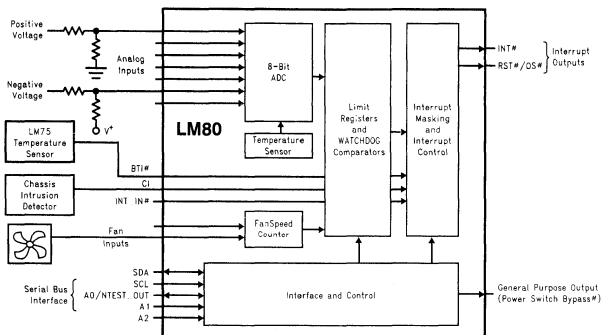 Positive
Voltage
Analog
Inputs
Negative
Voltage
V+
8-Bit
ADC
LM80
Temperature
Sensor
Limit
Registers
and
WATCHDOG
Comparators
Interrupt
Masking
and
Interrupt
Control
INT#
RST#/OS#
Interrupt
Outputs
LM75
Temperature
Sensor
BTI#
Chassis
Intrusion
Detector
CI
INT IN#
Fan
Inputs
FanSpeed
Counter
Serial Bus
Interface
SDA
SCL
A0/NTEST OUT
A1
A2
Interface and Control
General Purpose Output
(Power Switch Bypass#)